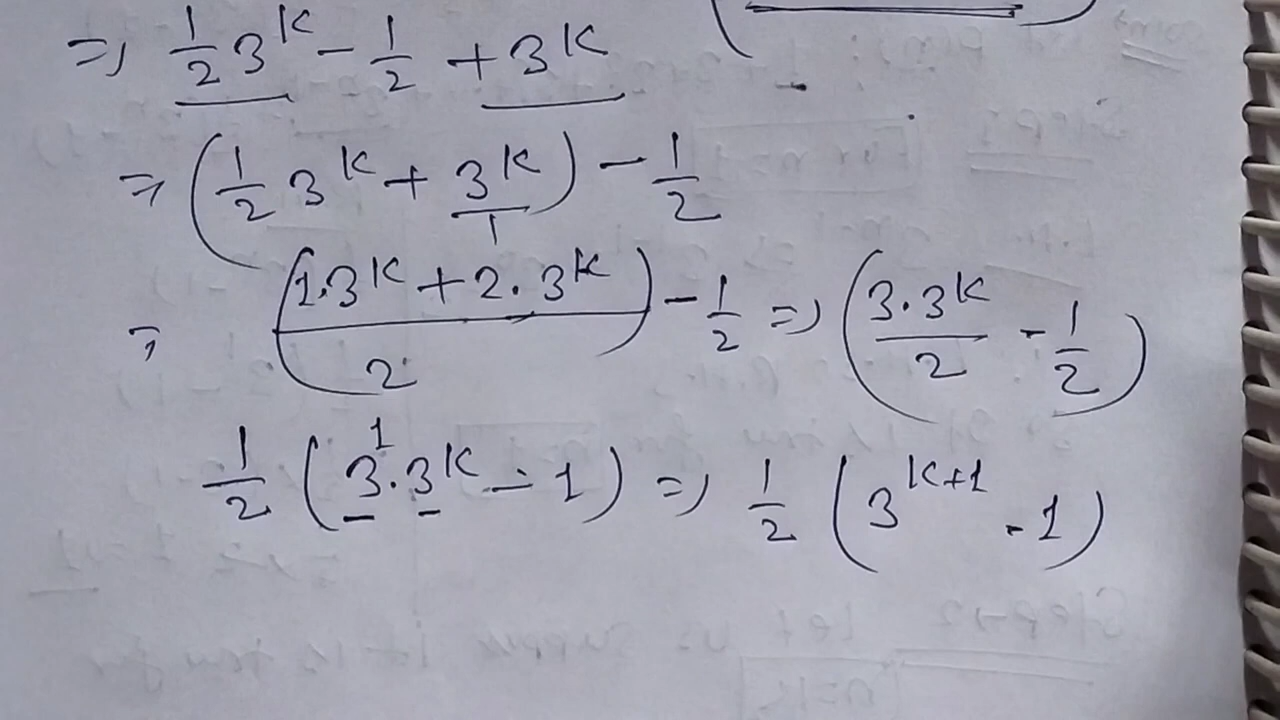 ⇒ 1/2 3^k - 1/2 + 3^k
⇒ (1/2 3^k + 3^k/1) - 1/2
⇒ ((1·3^k + 2·3^k)/2) - 1/2 ⇒ (3·3^k/2 - 1/2)
1/2 (3^1·3^k - 1) ⇒ 1/2 (3^(k+1) - 1)